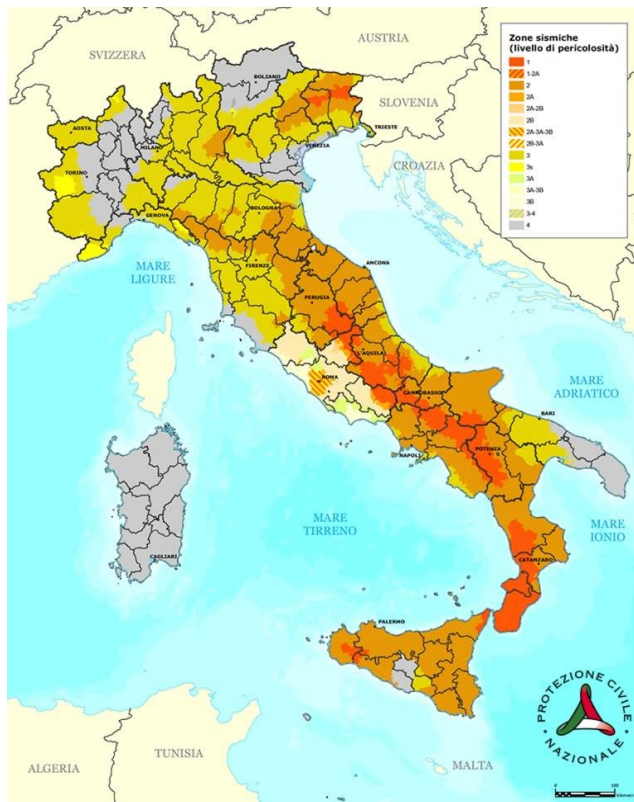 AUSTRIA
SVIZZERA
BOLZANO
SLOVENIA
AOSTA
TRIESTE
MILANO
VENEZIA
TORINO
CROAZIA
BOLOGNA
GENOVA
MARE
LIGURE
FIRENZE
ANCONA
PERUGIA
L'AQUILA
ROMA
CAMPOBASSO
MARE
ADRIATICO
BARI
NAPOLI
POTENZA
MARE
TIRRENO
MARE
IONIO
CAGLIARI
CATANZARO
PALERMO
ALGERIA
TUNISIA
MALTA
Zone sismiche
(livello di pericolosità)
1
1-2A
2
2A
2A-2B
2B
2A-3A-3B
2B-3A
3
3s
3A
3A-3B
3B
3-4
4
PROTEZIONE CIVILE
NAZIONALE
0
100